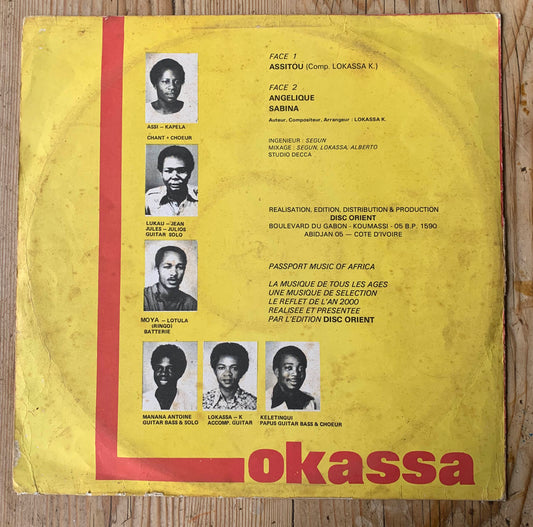 ASSI – KAPELA
CHANT + CHOEUR
LUKAU – JEAN
JULES – JULIOS
GUITAR SOLO
MOYA – LOTULA
(RINGO)
BATTERIE
MANANA ANTOINE
GUITAR BASS & SOLO
LOKASSA – K
ACCOMP. GUITAR
KELETINGUI
PAPUS GUITAR BASS & CHOEUR
FACE 1
ASSITOU (Comp. LOKASSA K.)
FACE 2
ANGELIQUE
SABINA
Auteur, Compositeur, Arrangeur : LOKASSA K.
INGENIEUR : SEGUN
MIXAGE : SEGUN, LOKASSA, ALBERTO
STUDIO DECCA
REALISATION, EDITION, DISTRIBUTION & PRODUCTION
DISC ORIENT
BOULEVARD DU GABON - KOUMASSI - 05 B.P. 1590
ABIDJAN 05 — COTE D'IVOIRE
PASSPORT MUSIC OF AFRICA
LA MUSIQUE DE TOUS LES AGES
UNE MUSIQUE DE SELECTION
LE REFLET DE L'AN 2000
REALISEE ET PRESENTEE
PAR L'EDITION DISC ORIENT
Lokassa